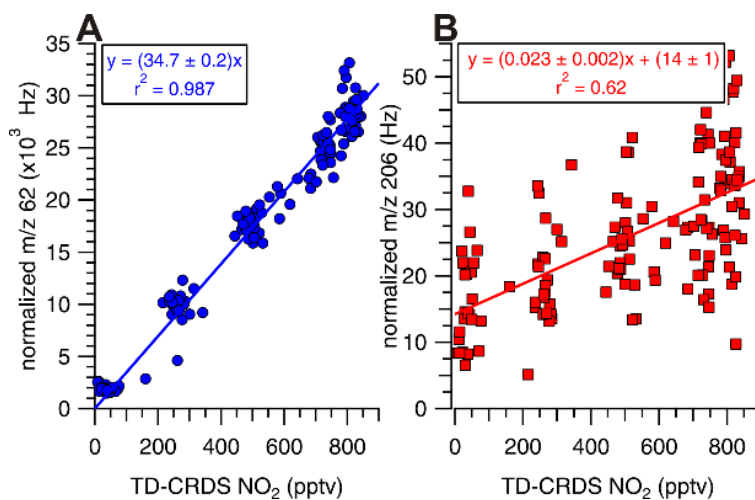 A
y = (34.7 ± 0.2)x
r² = 0.987
normalized m/z 62 (x10³ Hz)
35
30
25
20
15
10
5
0
0 200 400 600 800
TD-CRDS NO₂ (pptv)
B
y = (0.023 ± 0.002)x + (14 ± 1)
r² = 0.62
normalized m/z 206 (Hz)
50
40
30
20
10
0
0 200 400 600 800
TD-CRDS NO₂ (pptv)